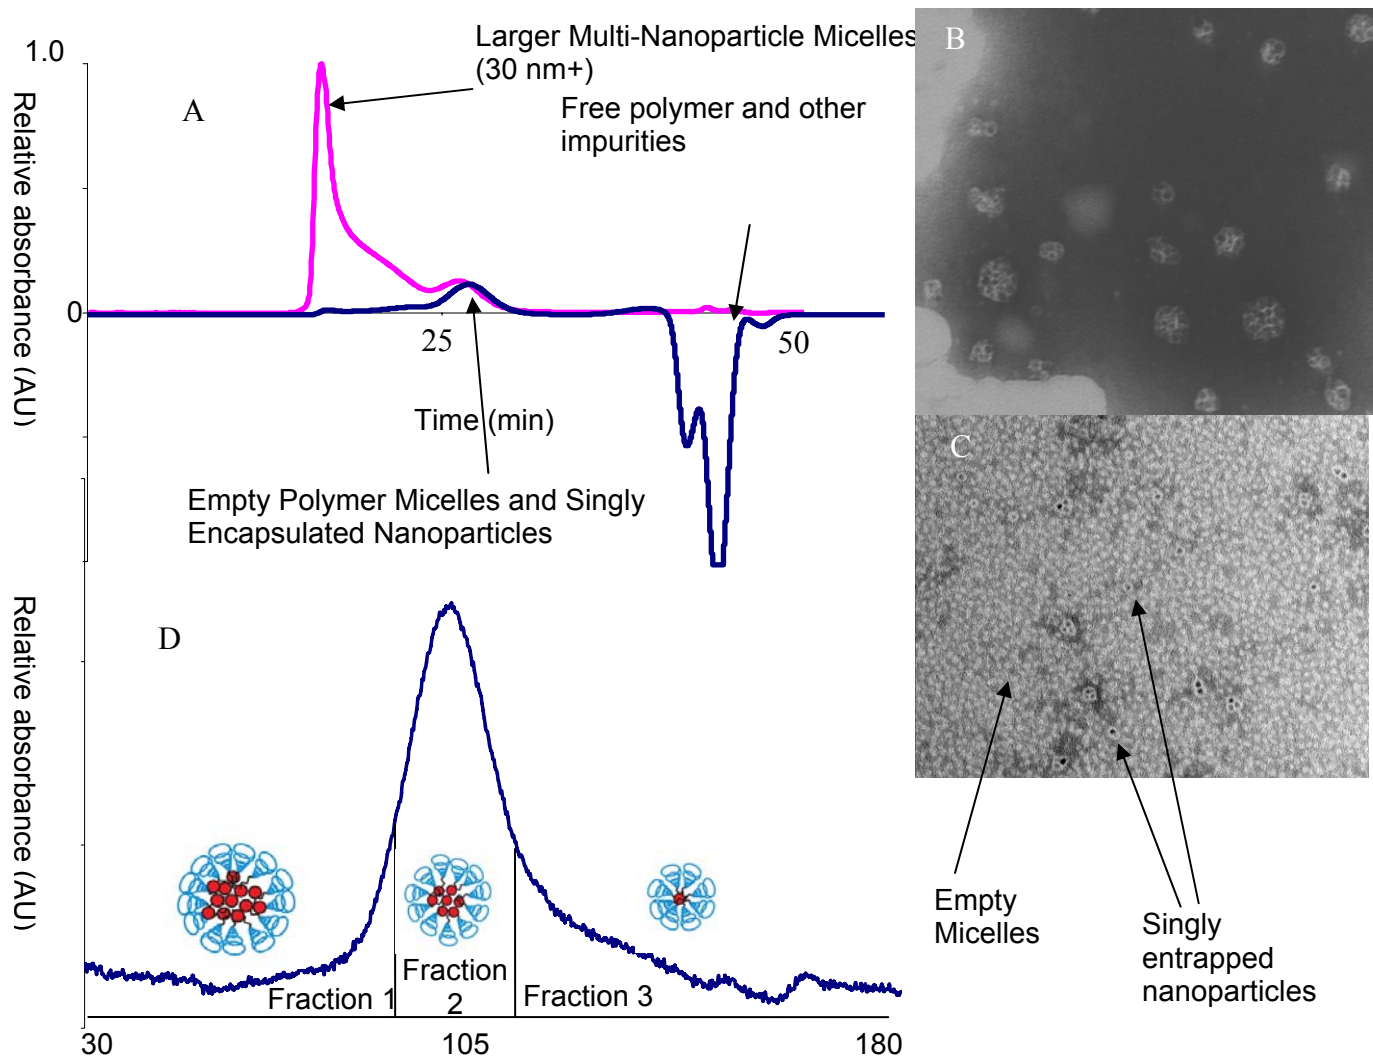 Larger Multi-Nanoparticle Micelles
(30 nm+)
1.0
A
B
Free polymer and other
impurities
Relative absorbance (AU)
0
25
50
Time (min)
C
Empty Polymer Micelles and Singly
Encapsulated Nanoparticles
Relative absorbance (AU)
D
Empty
Micelles
Singly
entrapped
nanoparticles
Fraction 1
Fraction
2
Fraction 3
30
105
180